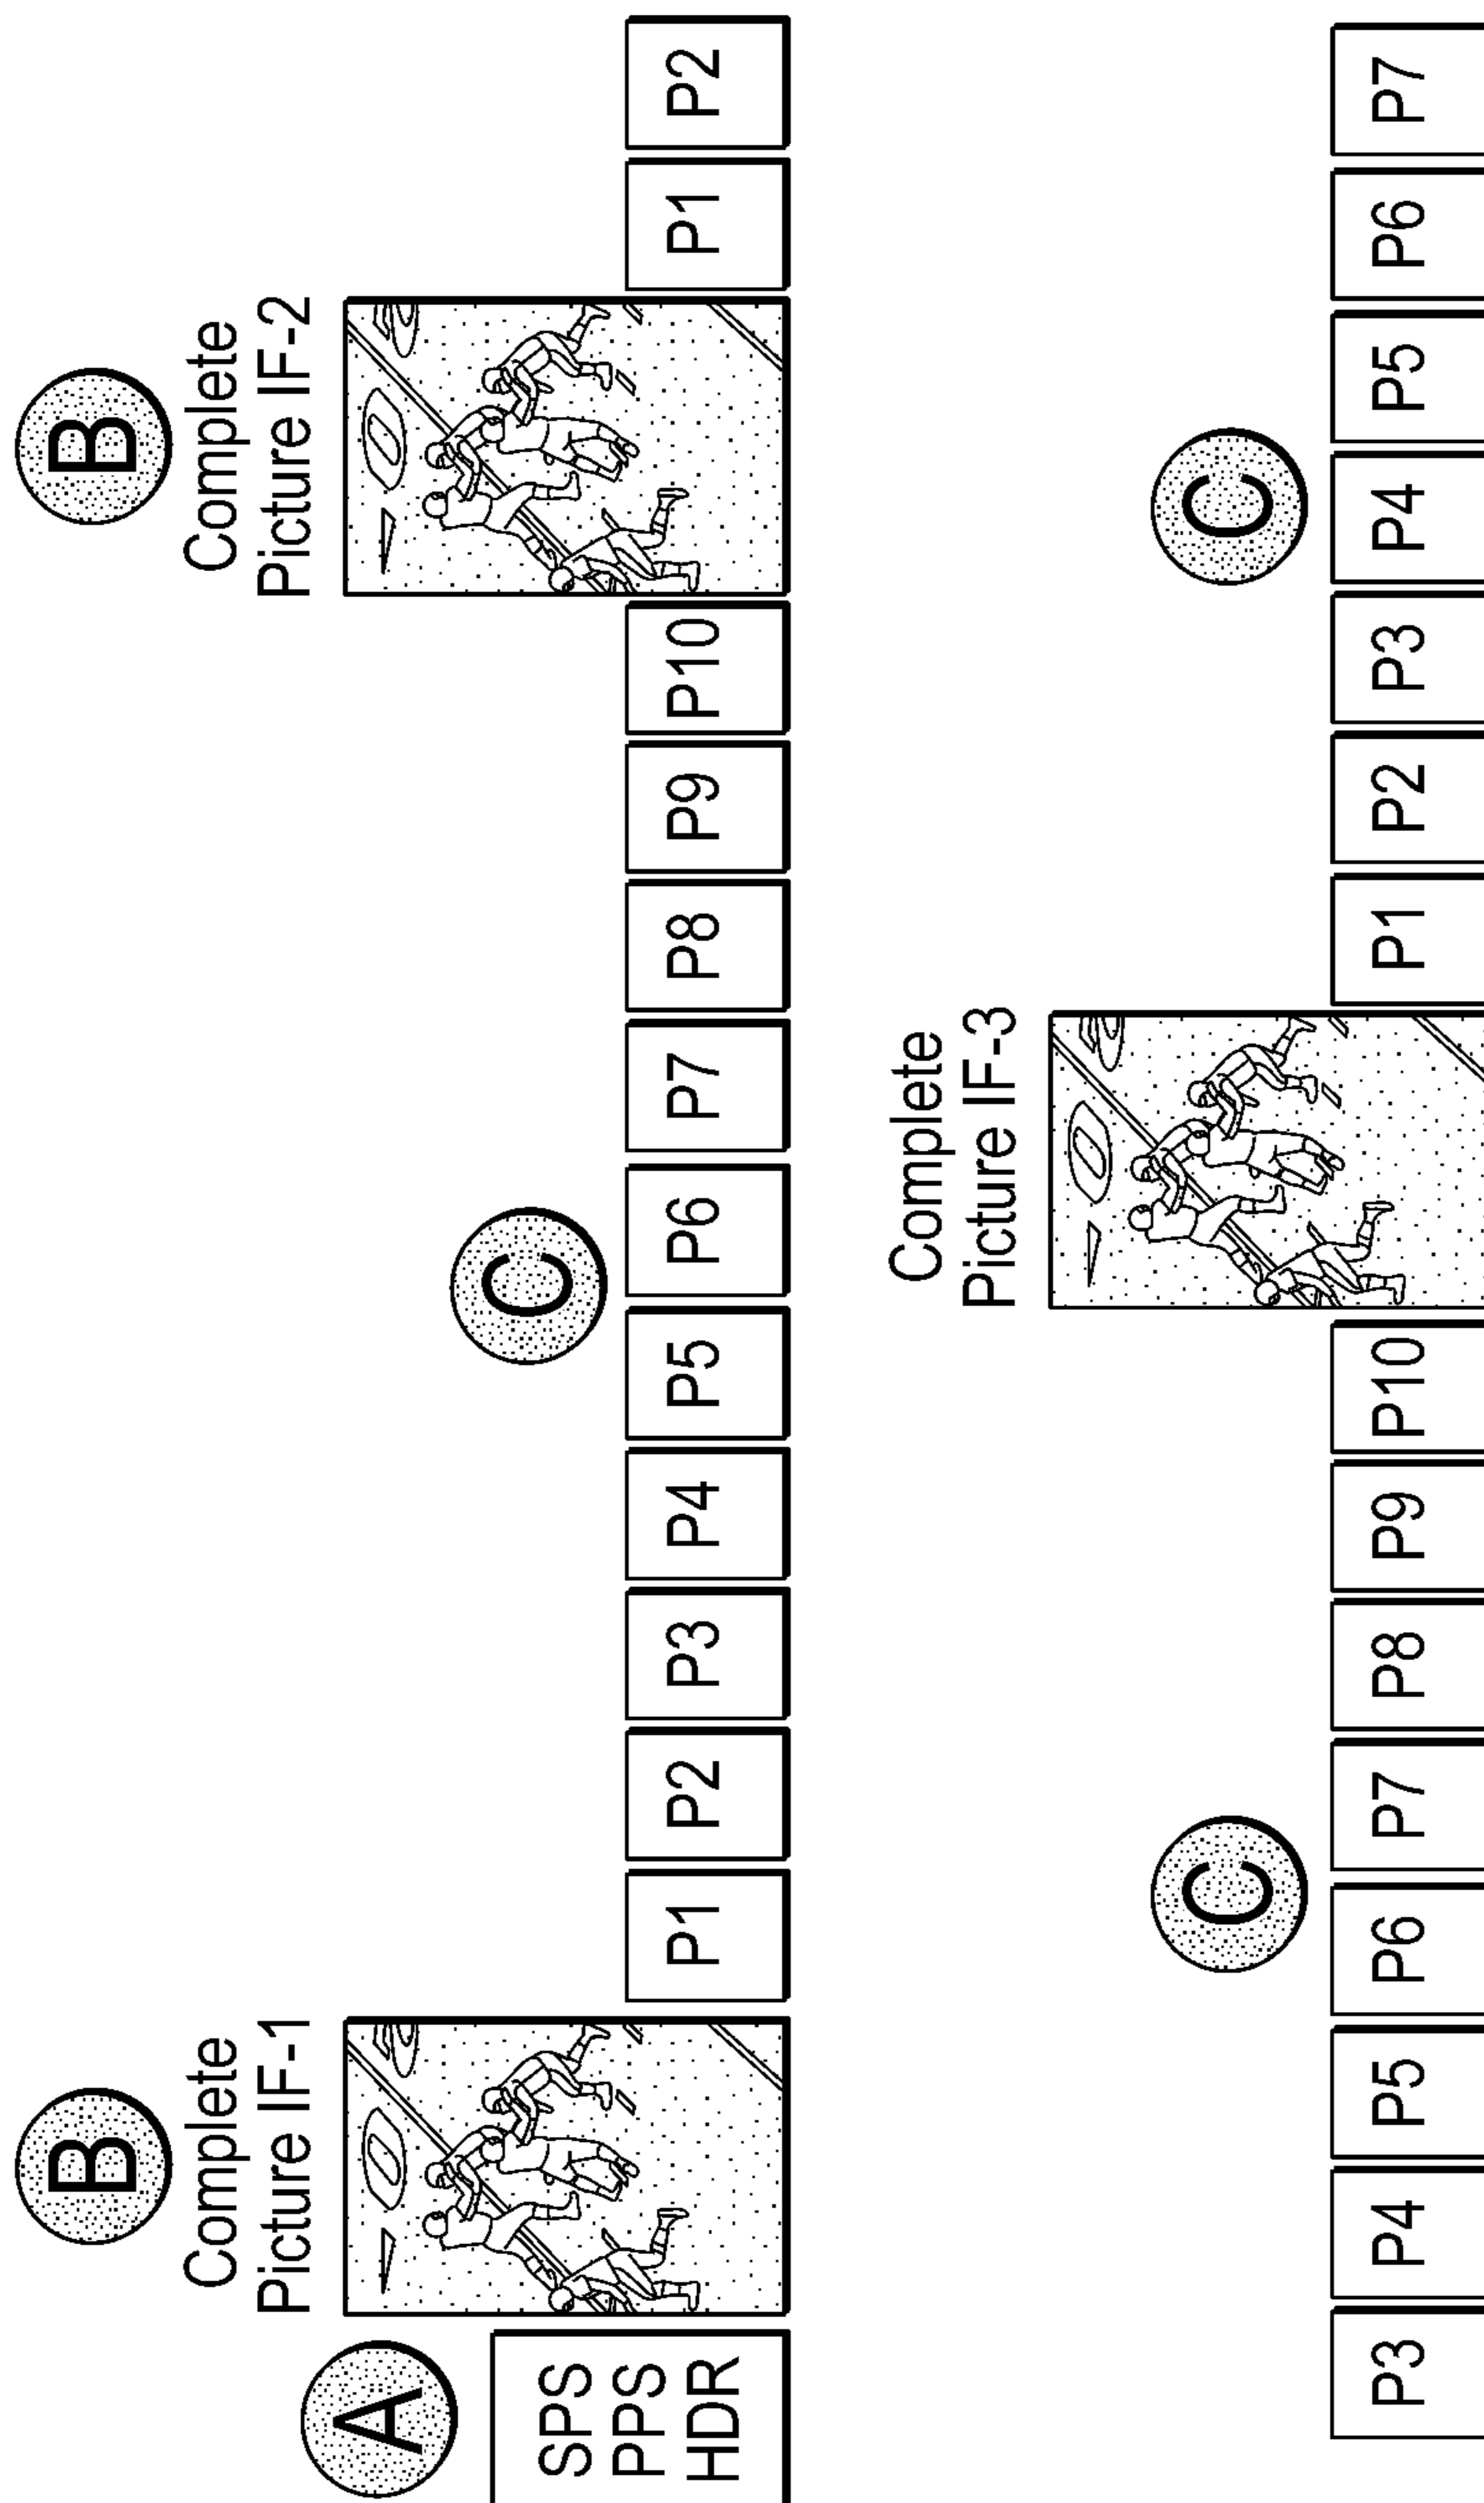 A
SPS
PPS
HDR
B
Complete
Picture IF-1
P1
P2
P3
P4
P5
C
P6
P7
P8
P9
P10
B
Complete
Picture IF-2
P1
P2
P3
P4
P5
C
P6
P7
P8
P9
P10
Complete
Picture IF-3
P1
P2
P3
C
P4
P5
P6
P7